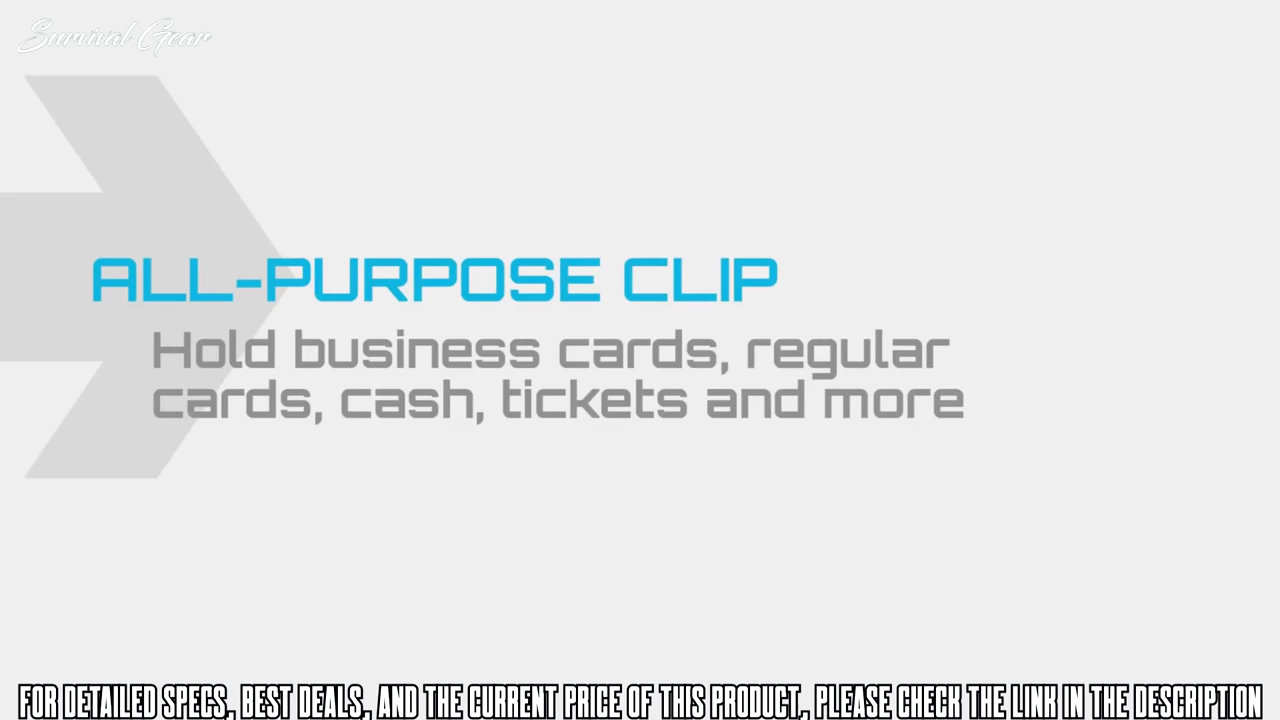 Survival Gear
ALL-PURPOSE CLIP
Hold business cards, regular
cards, cash, tickets and more
FOR DETAILED SPECS, BEST DEALS, AND THE CURRENT PRICE OF THIS PRODUCT, PLEASE CHECK THE LINK IN THE DESCRIPTION